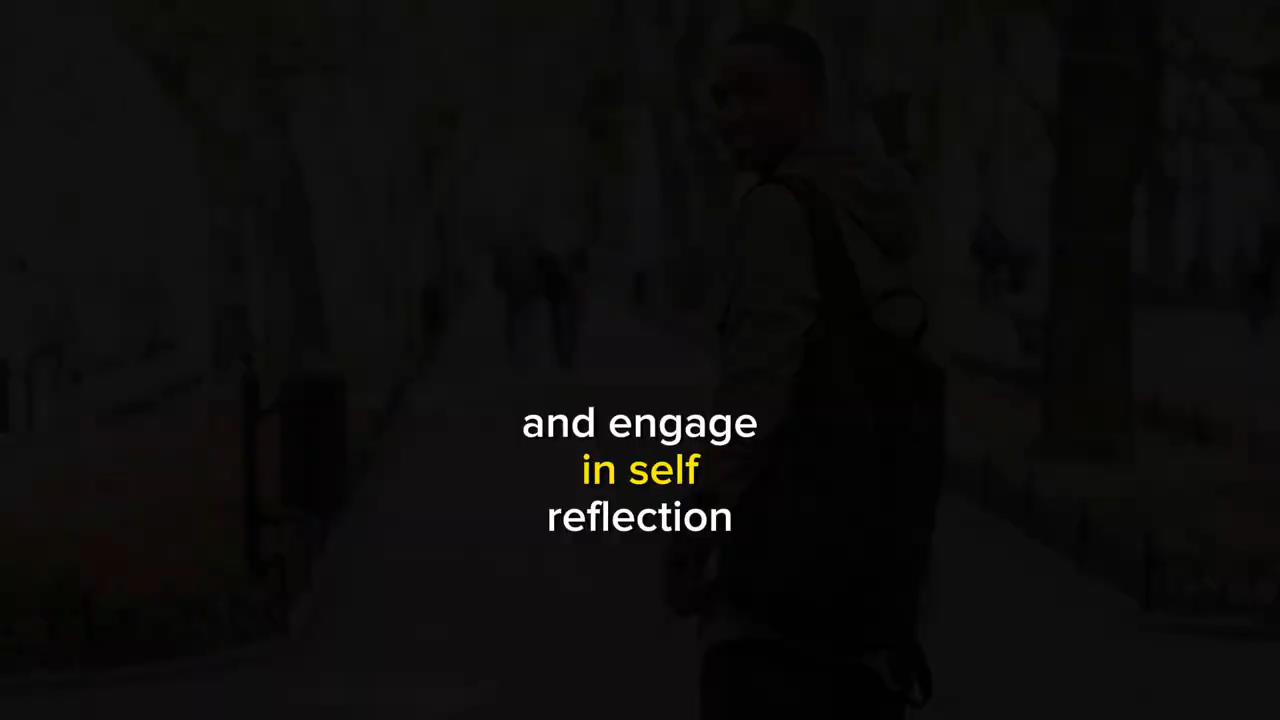 and engage
in self
reflection